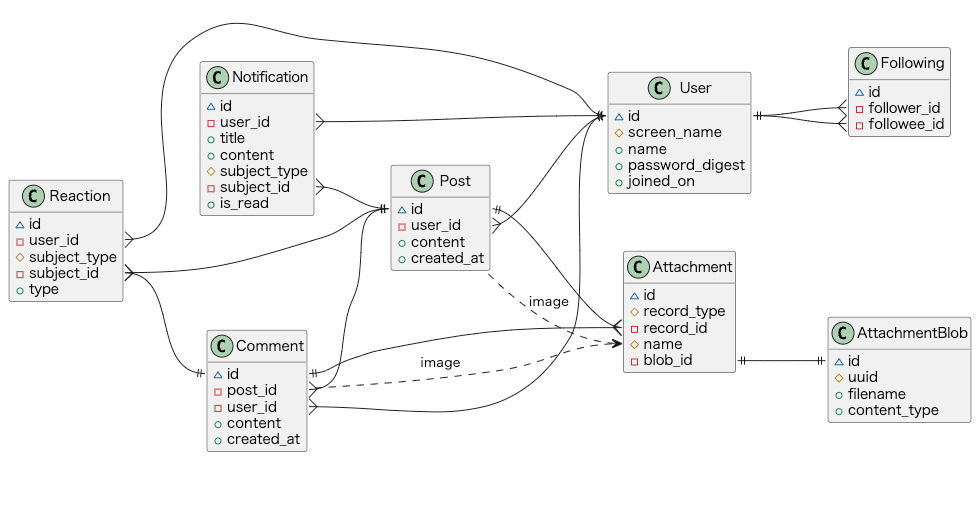 C Notification
id
user_id
title
content
subject_type
subject_id
is_read
C User
id
screen_name
name
password_digest
joined_on
C Following
id
follower_id
followee_id
C Reaction
id
user_id
subject_type
subject_id
type
C Post
id
user_id
content
created_at
image
C Attachment
id
record_type
record_id
name
blob_id
C Comment
id
post_id
user_id
content
created_at
image
C AttachmentBlob
id
uuid
filename
content_type